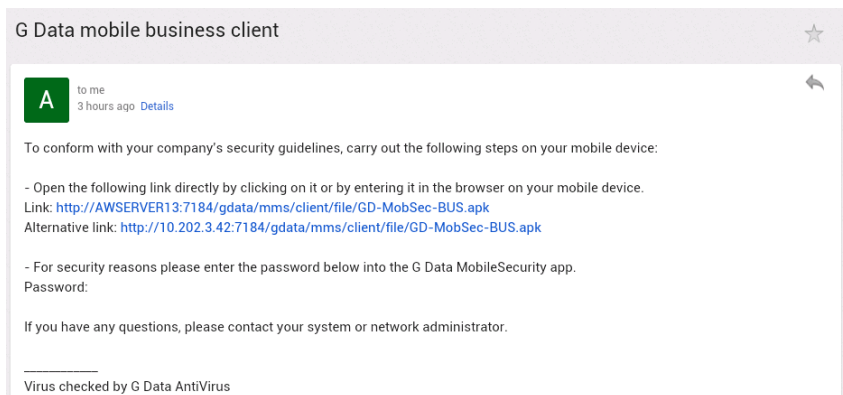 G Data mobile business client
A
to me
3 hours ago Details
To conform with your company's security guidelines, carry out the following steps on your mobile device:
- Open the following link directly by clicking on it or by entering it in the browser on your mobile device.
Link: http://AWSERVER13:7184/gdata/mms/client/file/GD-MobSec-BUS.apk
Alternative link: http://10.202.3.42:7184/gdata/mms/client/file/GD-MobSec-BUS.apk
- For security reasons please enter the password below into the G Data MobileSecurity app.
Password:
If you have any questions, please contact your system or network administrator.
____________
Virus checked by G Data AntiVirus